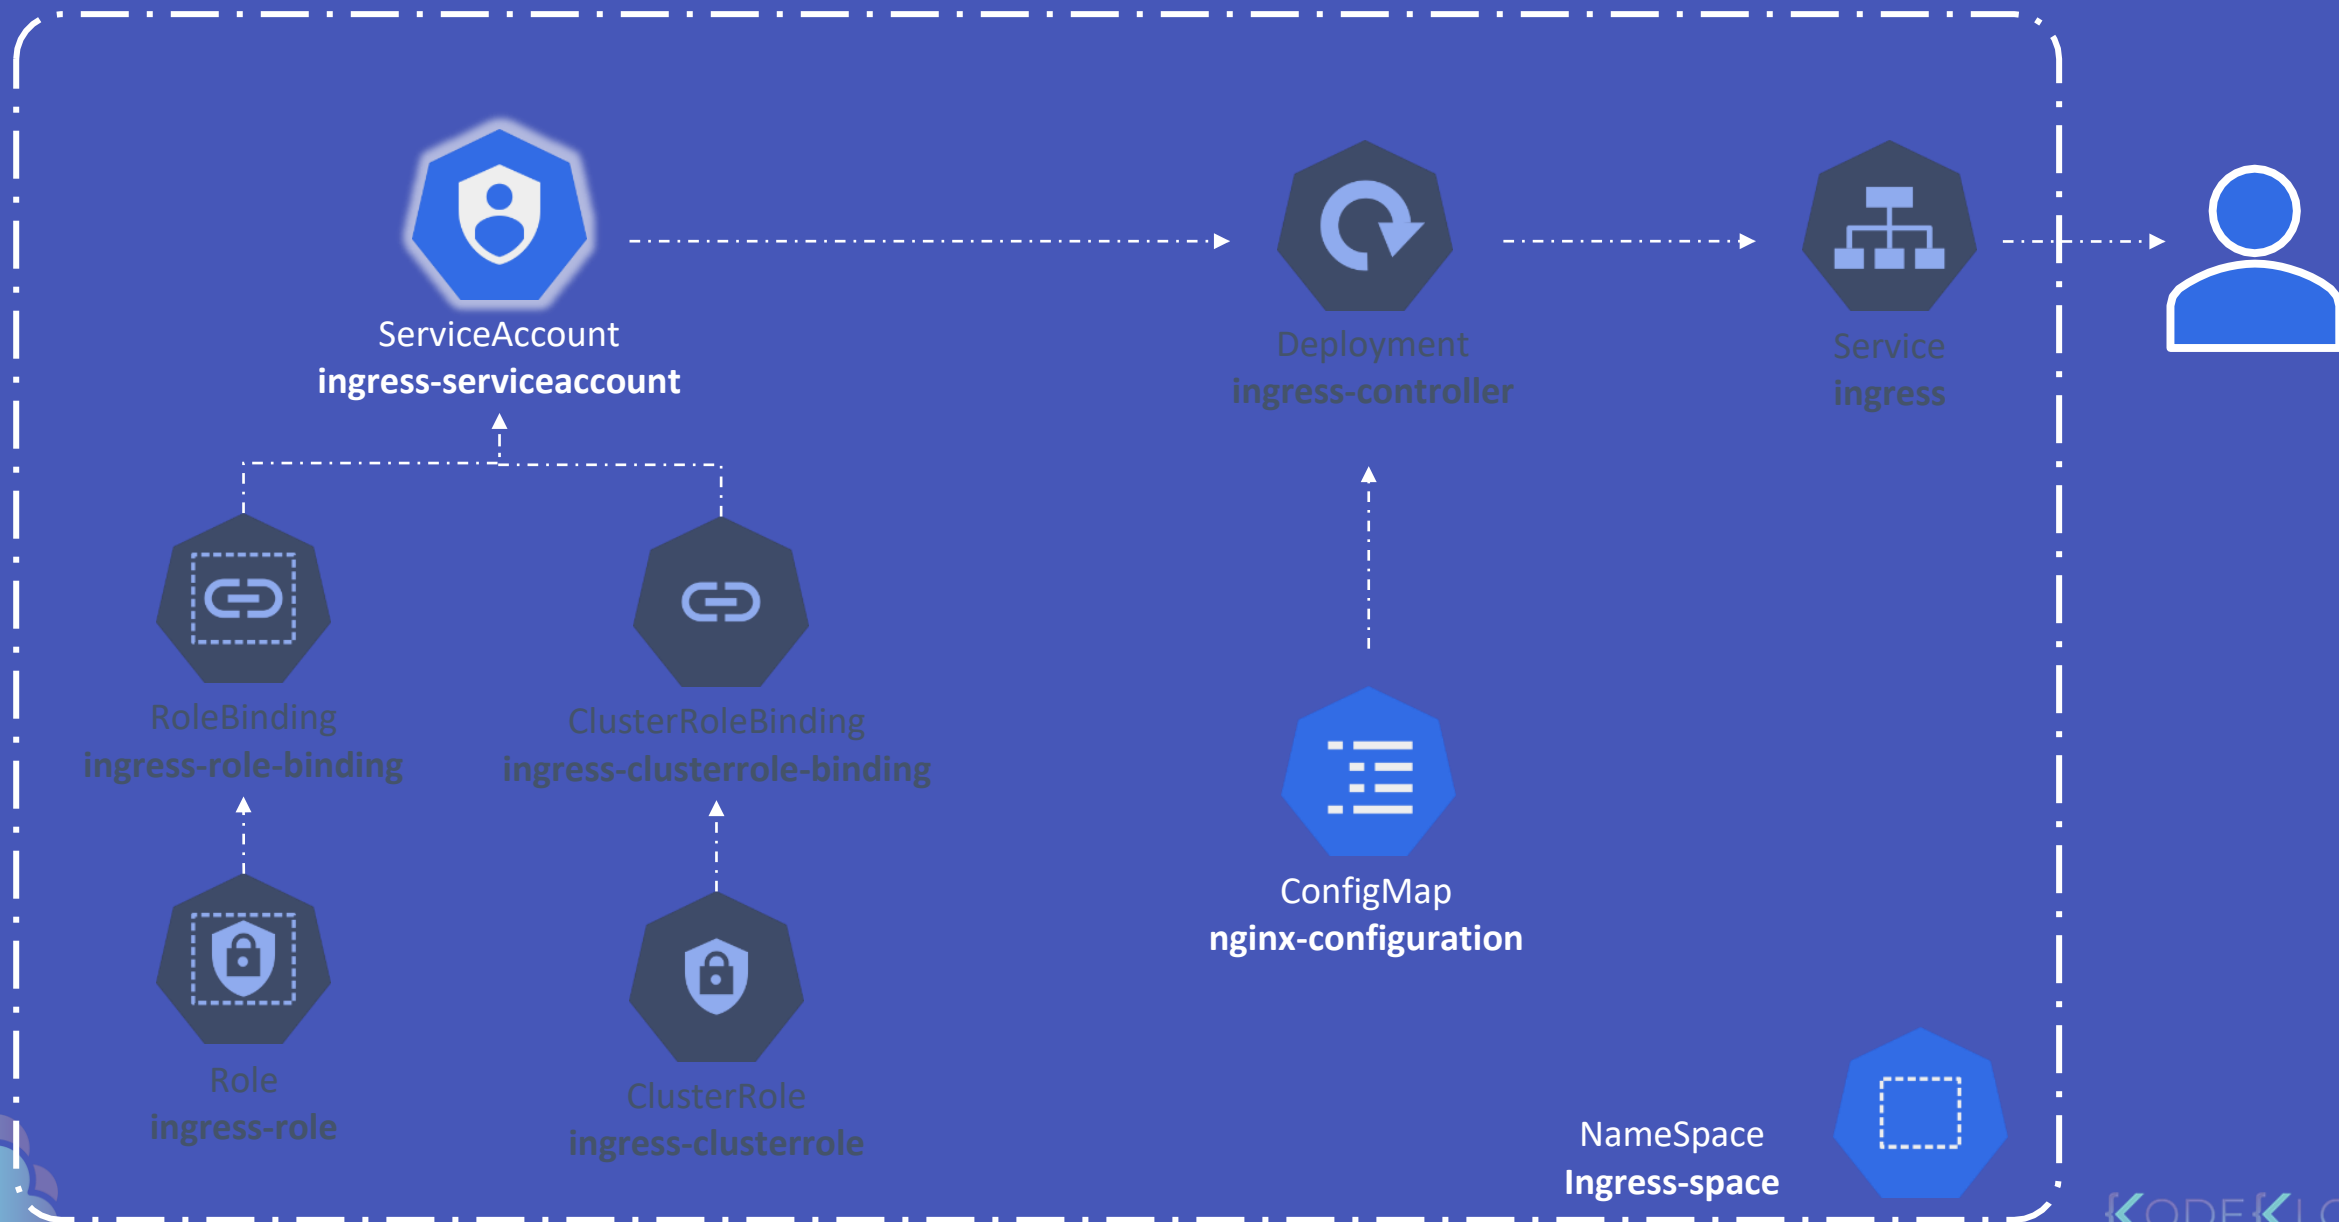 ServiceAccount
ingress-serviceaccount
Deployment
ingress-controller
Service
ingress
RoleBinding
ingress-role-binding
ClusterRoleBinding
ingress-clusterrole-binding
ConfigMap
nginx-configuration
Role
ingress-role
ClusterRole
ingress-clusterrole
NameSpace
Ingress-space